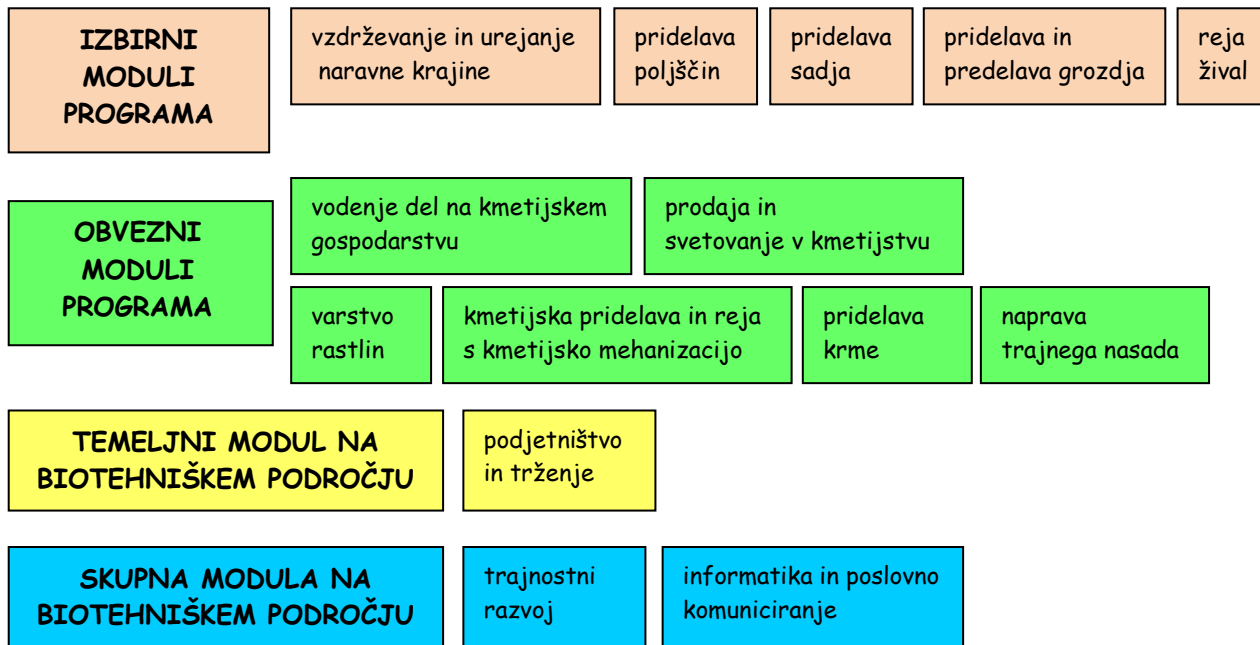 IZBIRNI
MODULI
PROGRAMA
vzdrževanje in urejanje
naravne krajine
pridelava
poljščin
pridelava
sadja
pridelava in
predelava grozdja
reja
žival
OBVEZNI
MODULI
PROGRAMA
vodenje del na kmetijskem
gospodarstvu
prodaja in
svetovanje v kmetijstvu
varstvo
rastlin
kmetijska pridelava in reja
s kmetijsko mehanizacijo
pridelava
krme
naprava
trajnega nasada
TEMELJNI MODUL NA
BIOTEHNIŠKEM PODROČJU
podjetništvo
in trženje
SKUPNA MODULA NA
BIOTEHNIŠKEM PODROČJU
trajnostni
razvoj
informatika in poslovno
komuniciranje